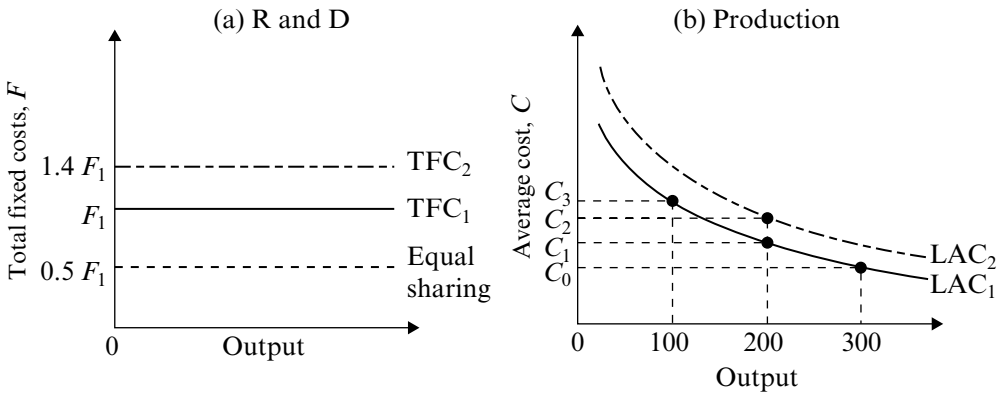 (a) R and D
Total fixed costs, F
1.4 F₁
F₁
0.5 F₁
TFC₂
TFC₁
Equal
sharing
0
Output
(b) Production
Average cost, C
C₃
C₂
C₁
C₀
LAC₂
LAC₁
0
100
200
300
Output